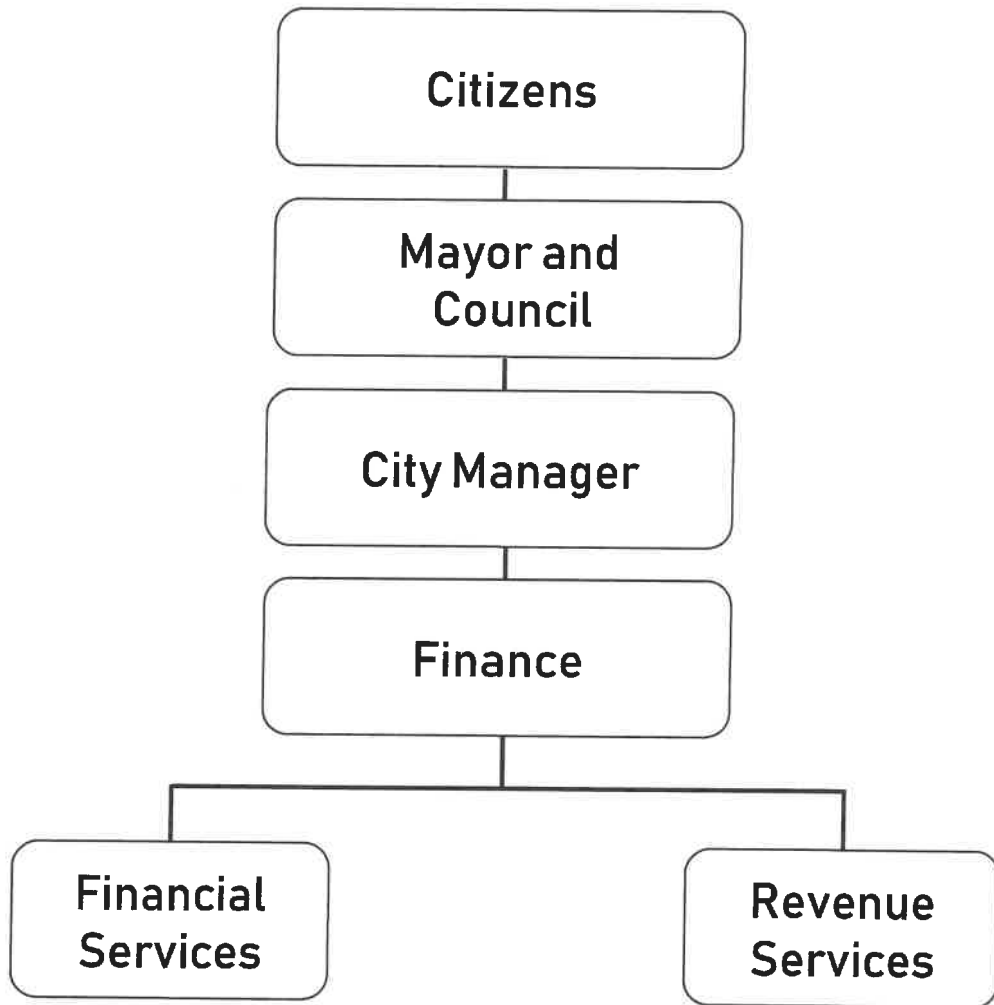 Citizens
Mayor and
Council
City Manager
Finance
Financial
Services
Revenue
Services